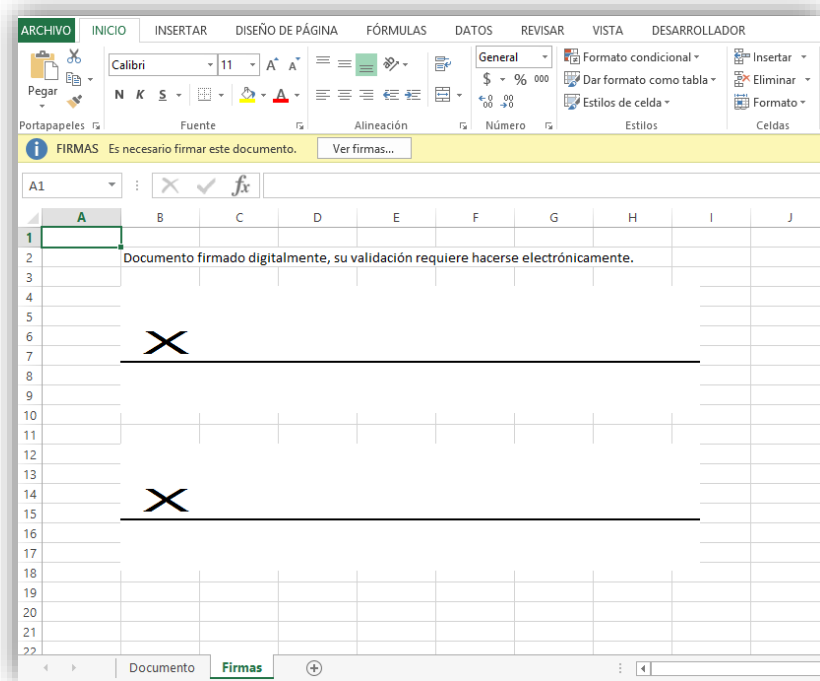 ARCHIVO INICIO INSERTAR DISEÑO DE PÁGINA FÓRMULAS DATOS REVISAR VISTA DESARROLLADOR
Calibri 11 A A General Formato condicional Insertar
Pegar $ % 000 Dar formato como tabla Eliminar
N K S A Estilos de celda Formato
Portapapeles Fuente Alineación Número Estilos Celdas
FIRMAS Es necesario firmar este documento. Ver firmas...
A1 fx
A B C D E F G H I J
1
2 Documento firmado digitalmente, su validación requiere hacerse electrónicamente.
3
4
5
6 X
7
8
9
10
11
12
13
14 X
15
16
17
18
19
20
21
22
Documento Firmas